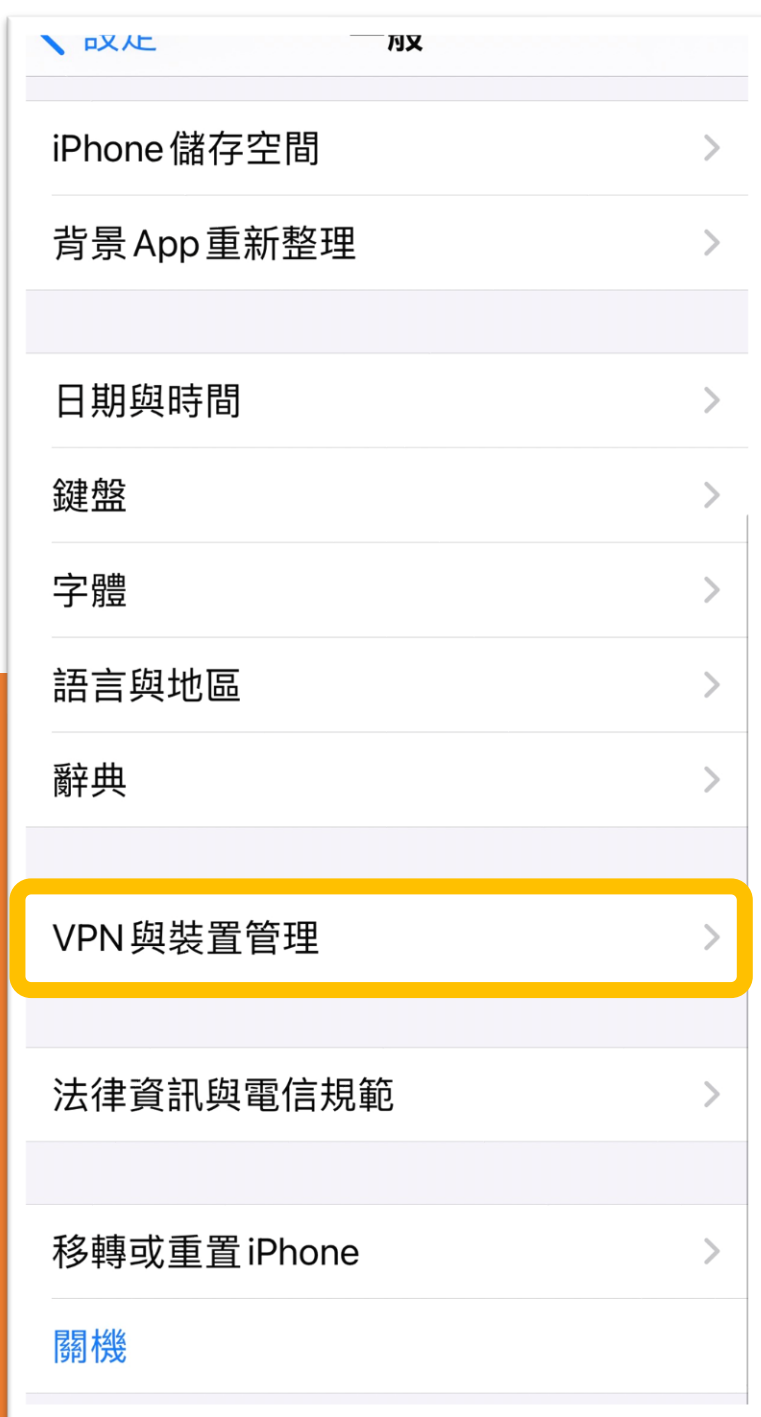 設定 一般
iPhone儲存空間
背景App重新整理
日期與時間
鍵盤
字體
語言與地區
辭典
VPN與裝置管理
法律資訊與電信規範
移轉或重置iPhone
關機